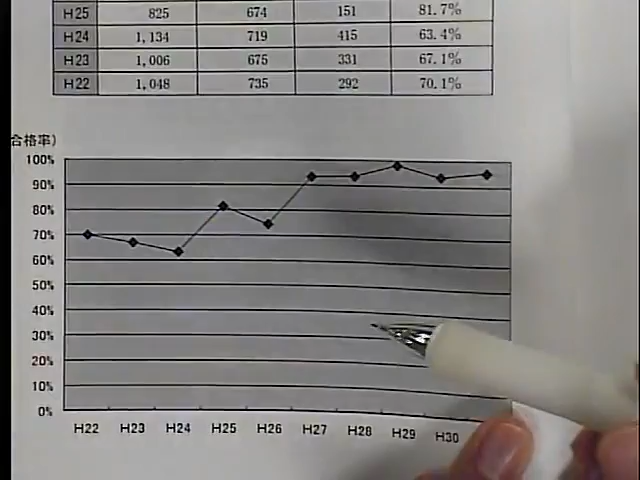 H25 825 674 151 81.7%
H24 1,134 719 415 63.4%
H23 1,006 675 331 67.1%
H22 1,048 735 292 70.1%
合格率)
100%
90%
80%
70%
60%
50%
40%
30%
20%
10%
0%
H22 H23 H24 H25 H26 H27 H28 H29 H30